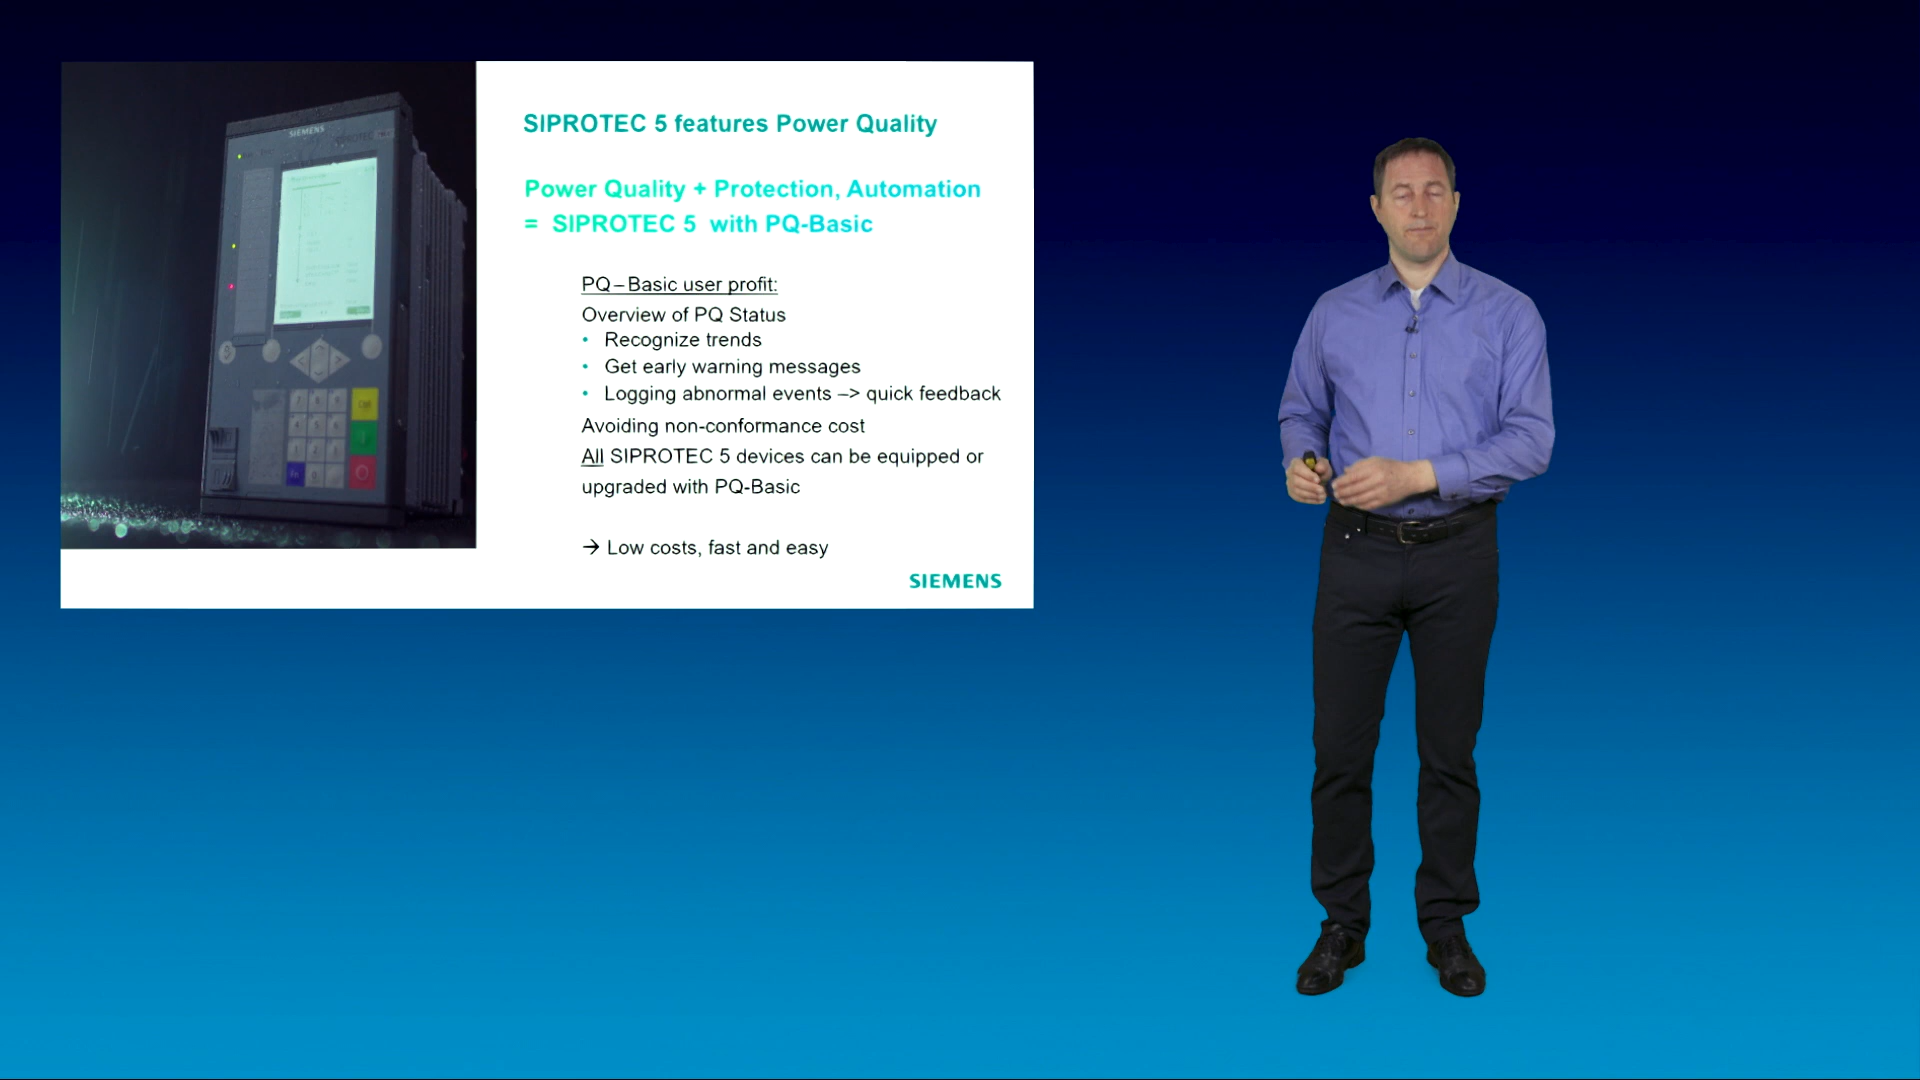 SIEMENS
SIPROTEC 5 features Power Quality
Power Quality + Protection, Automation
= SIPROTEC 5 with PQ-Basic
PQ – Basic user profit:
Overview of PQ Status
• Recognize trends
• Get early warning messages
• Logging abnormal events –> quick feedback
Avoiding non-conformance cost
All SIPROTEC 5 devices can be equipped or
upgraded with PQ-Basic
→ Low costs, fast and easy
SIEMENS